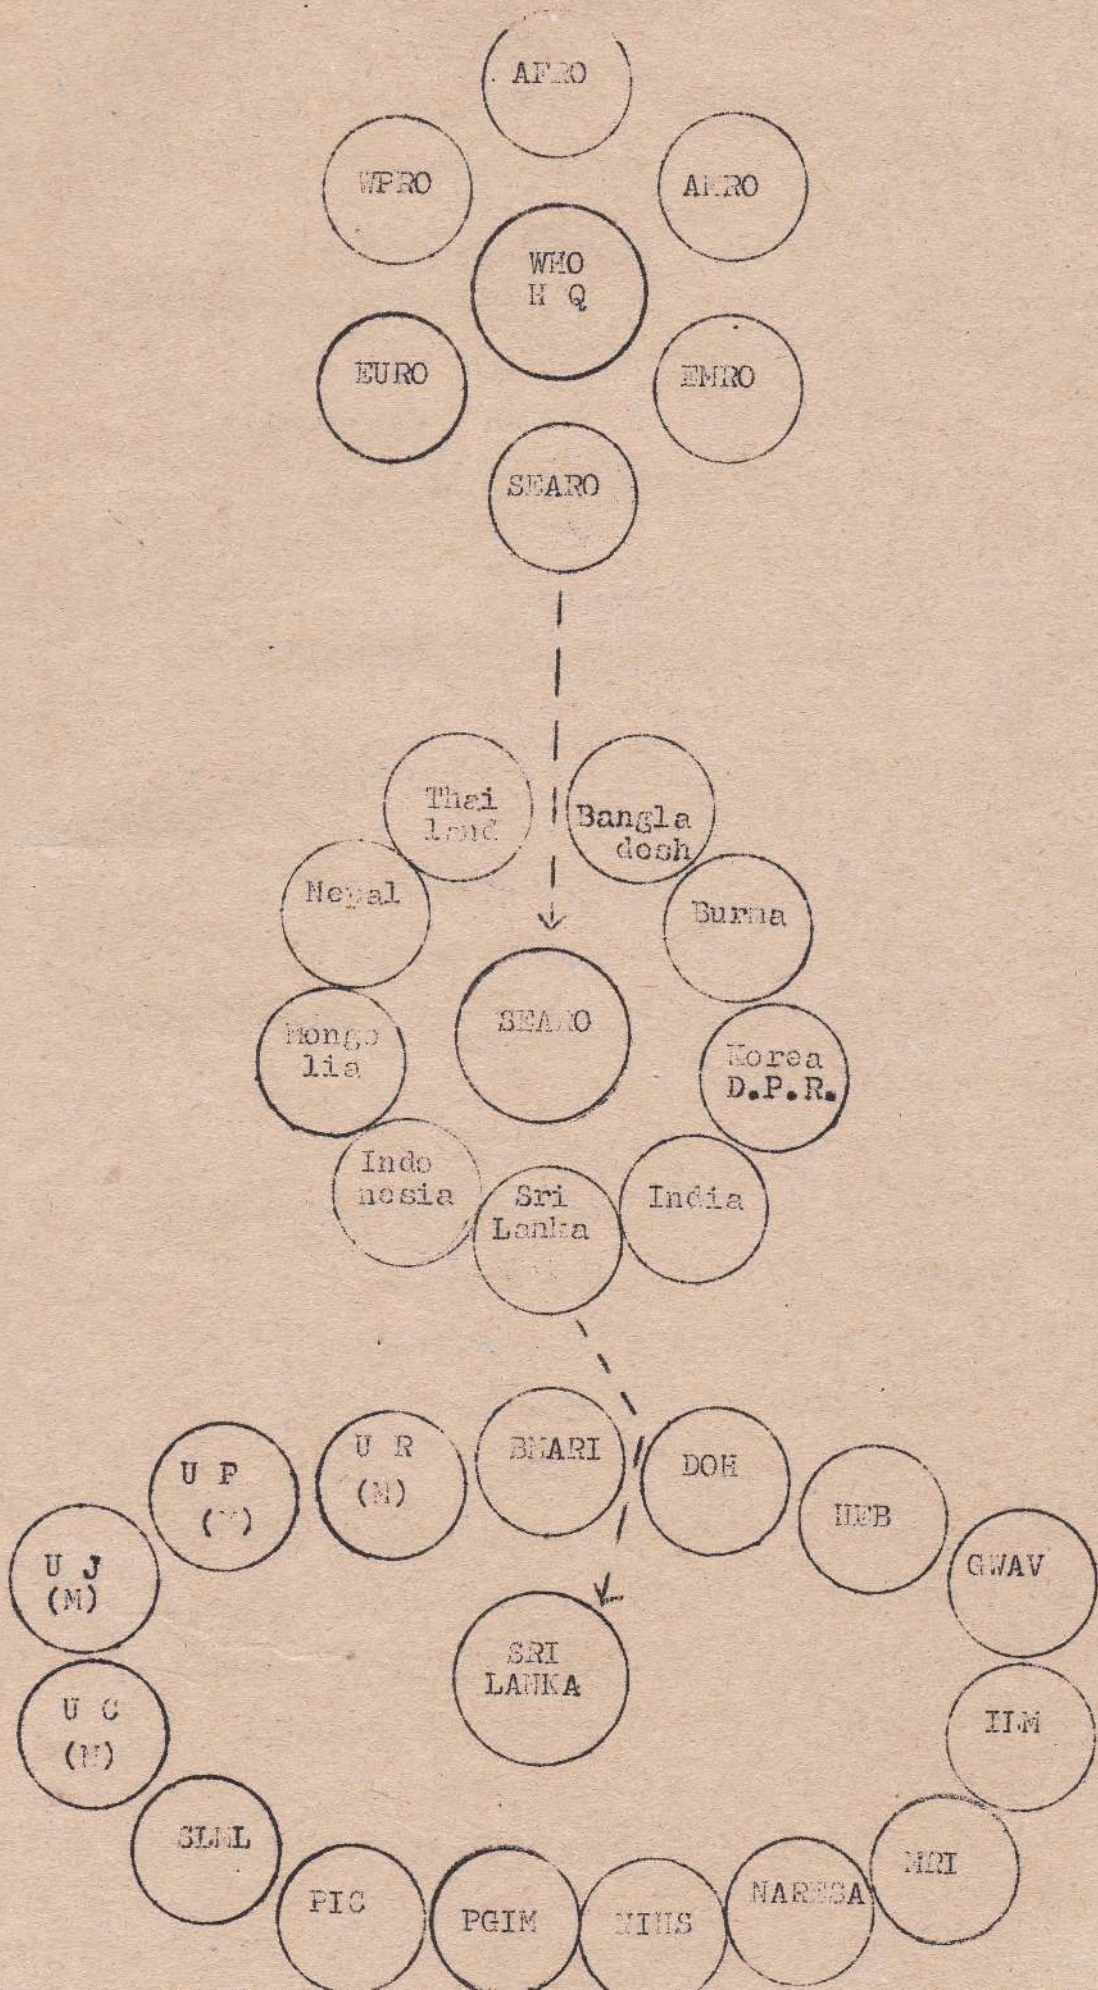 AFRO
WPRO
AMRO
WHO
H Q
EURO
EMRO
SEARO
Thai
land
Bangla
desh
Nepal
Burma
SEARO
Mongo
lia
Korea
D.P.R.
Indo
nesia
Sri
Lanka
India
U R
(M)
BMARI
DOH
U P
(M)
HEB
U J
(M)
GWAV
SRI
LANKA
U C
(M)
SLML
MRI
PIC
PGIM
NIHS
NARESA